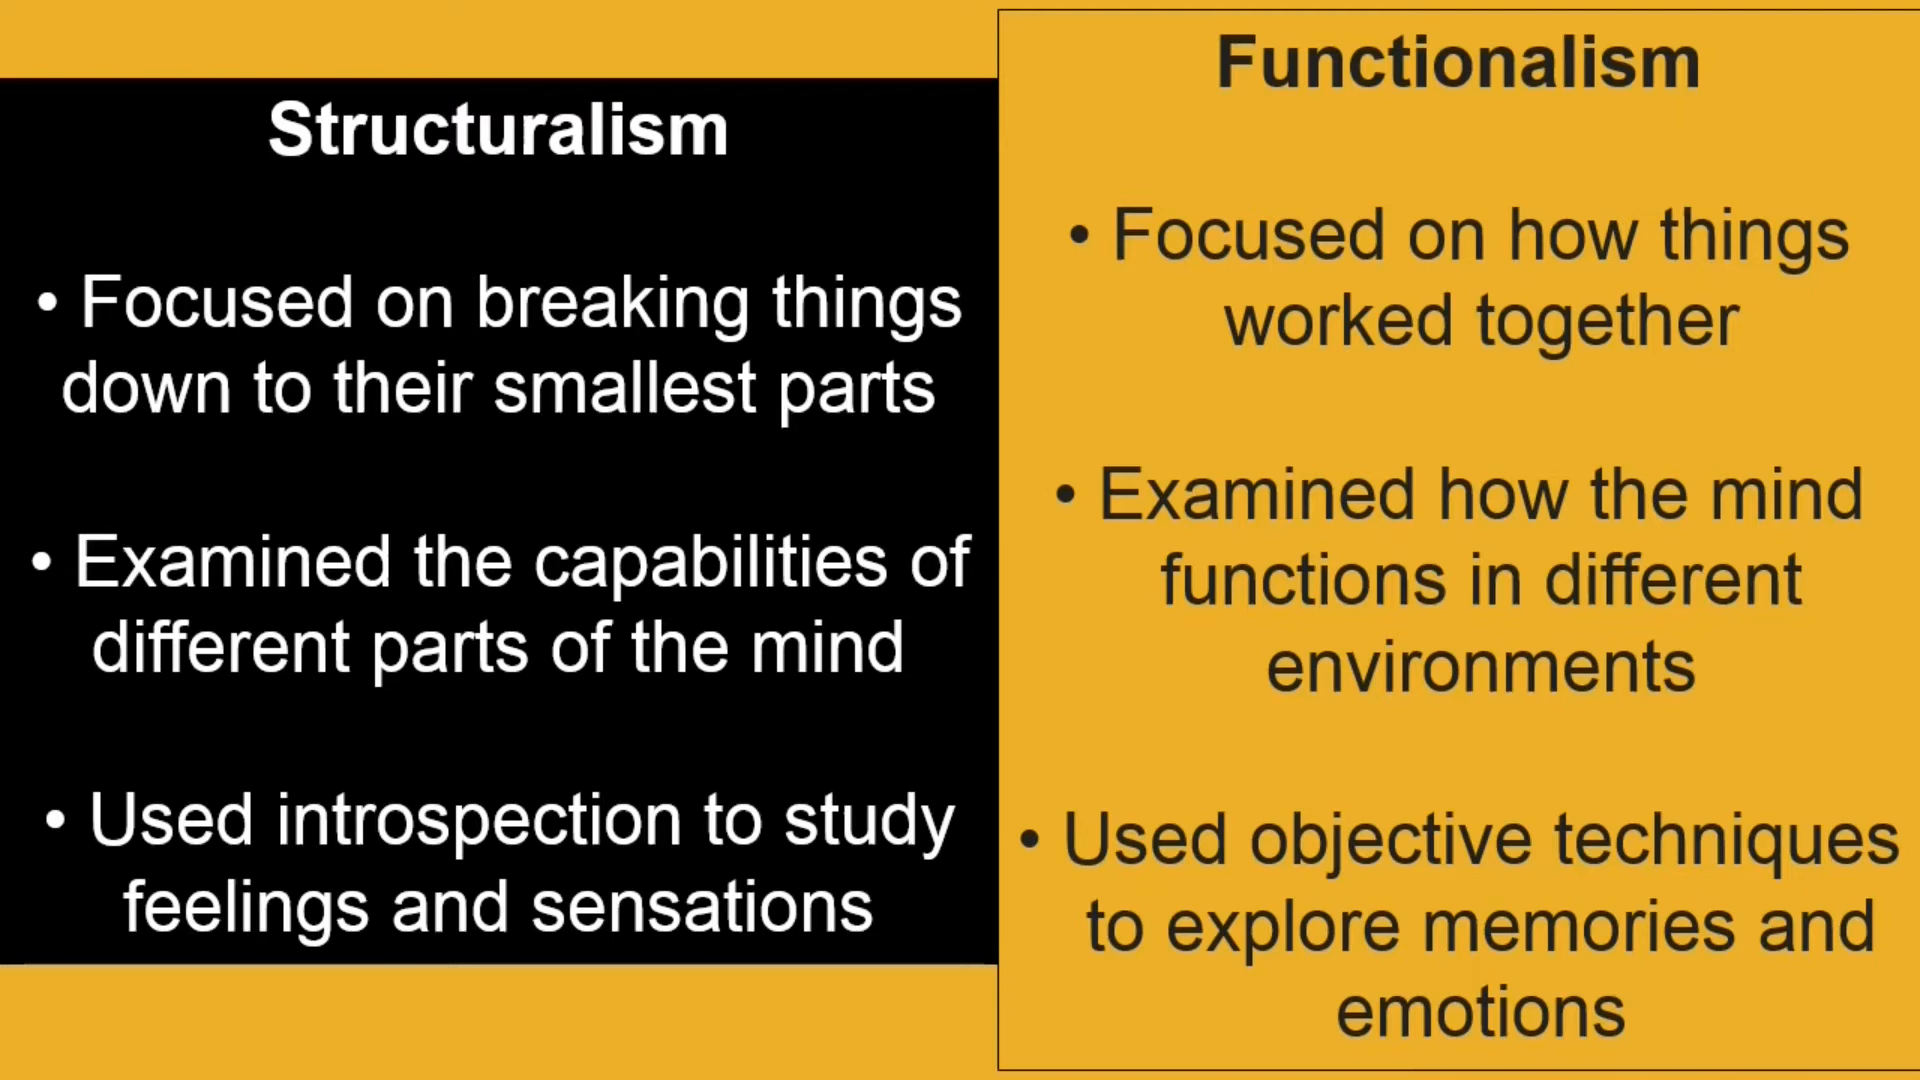 Structuralism
• Focused on breaking things
down to their smallest parts
• Examined the capabilities of
different parts of the mind
• Used introspection to study
feelings and sensations
Functionalism
• Focused on how things
worked together
• Examined how the mind
functions in different
environments
• Used objective techniques
to explore memories and
emotions